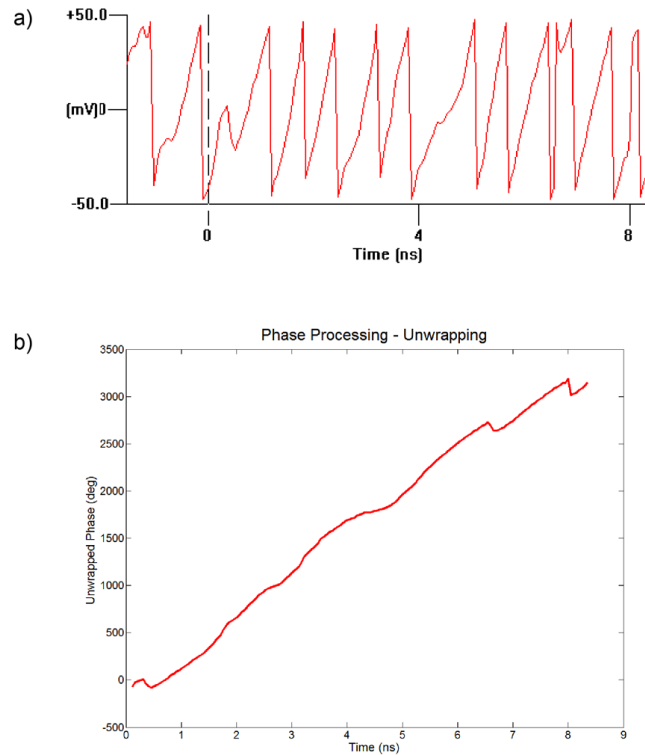 a)
+50.0
(mV)0
-50.0
0
4
8
Time (ns)
b)
Phase Processing - Unwrapping
3500
3000
2500
2000
1500
1000
500
0
-500
Unwrapped Phase (deg)
0 1 2 3 4 5 6 7 8 9
Time (ns)